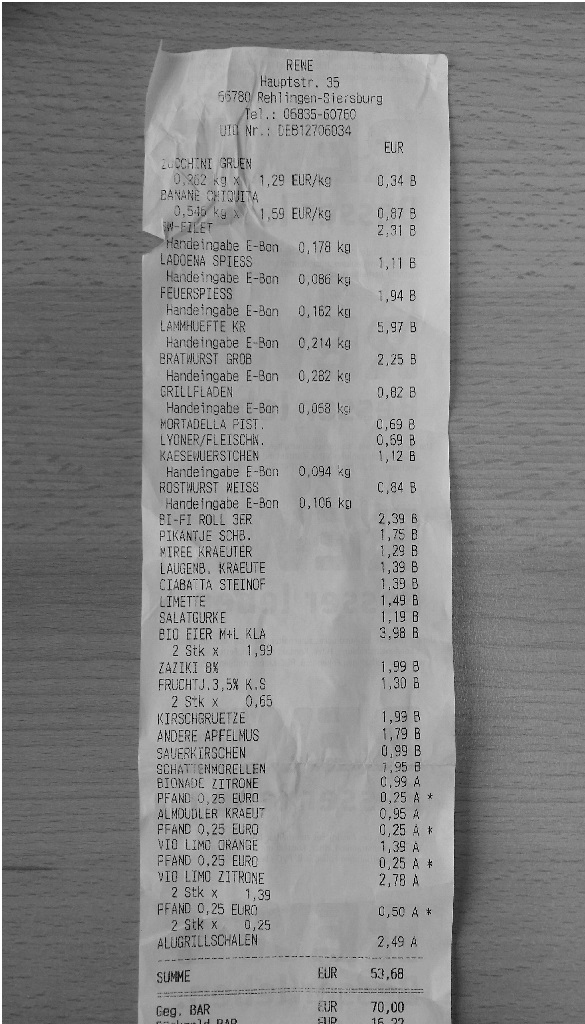 REWE
Hauptstr. 35
66780 Rehlingen-Siersburg
Tel.: 06835-60760
UID Nr.: DE812706034
EUR
ZUCCHINI GRUEN
0,262 kg x 1,29 EUR/kg 0,34 B
BANANE CHIQUITA
0,546 kg x 1,59 EUR/kg 0,87 B
SW-FILET 2,31 B
Handeingabe E-Bon 0,178 kg
LADOENA SPIESS 1,11 B
Handeingabe E-Bon 0,086 kg
FEUERSPIESS 1,94 B
Handeingabe E-Bon 0,162 kg
LAMMHUEFTE KR 5,97 B
Handeingabe E-Bon 0,214 kg
BRATWURST GROB 2,25 B
Handeingabe E-Bon 0,282 kg
GRILLFLADEN 0,82 B
Handeingabe E-Bon 0,068 kg
MORTADELLA PIST. 0,69 B
LYONER/FLEISCHW. 0,69 B
KAESEWUERSTCHEN 1,12 B
Handeingabe E-Bon 0,094 kg
ROSTWURST WEISS 0,84 B
Handeingabe E-Bon 0,106 kg
BI-FI ROLL 3ER 2,39 B
PIKANTJE SCHB. 1,75 B
MIREE KRAEUTER 1,29 B
LAUGENB. KRAEUTE 1,39 B
CIABATTA STEINOF 1,39 B
LIMETTE 1,49 B
SALATGURKE 1,19 B
BIO EIER M+L KLA 3,98 B
2 Stk x 1,99
ZAZIKI 8% 1,99 B
FRUCHTJ.3,5% K.S 1,30 B
2 Stk x 0,65
KIRSCHGRUETZE 1,99 B
ANDERE APFELMUS 1,79 B
SAUERKIRSCHEN 0,99 B
SCHATTENMORELLEN 1,95 B
BIONADE ZITRONE 0,99 A
PFAND 0,25 EURO 0,25 A *
ALMDUDLER KRAEUT 0,95 A
PFAND 0,25 EURO 0,25 A *
VIO LIMO ORANGE 1,39 A
PFAND 0,25 EURO 0,25 A *
VIO LIMO ZITRONE 2,78 A
2 Stk x 1,39
PFAND 0,25 EURO 0,50 A *
2 Stk x 0,25
ALUGRILLSCHALEN 2,49 A
SUMME EUR 53,68
Geg. BAR EUR 70,00
Rückgeld BAR EUR 16,32